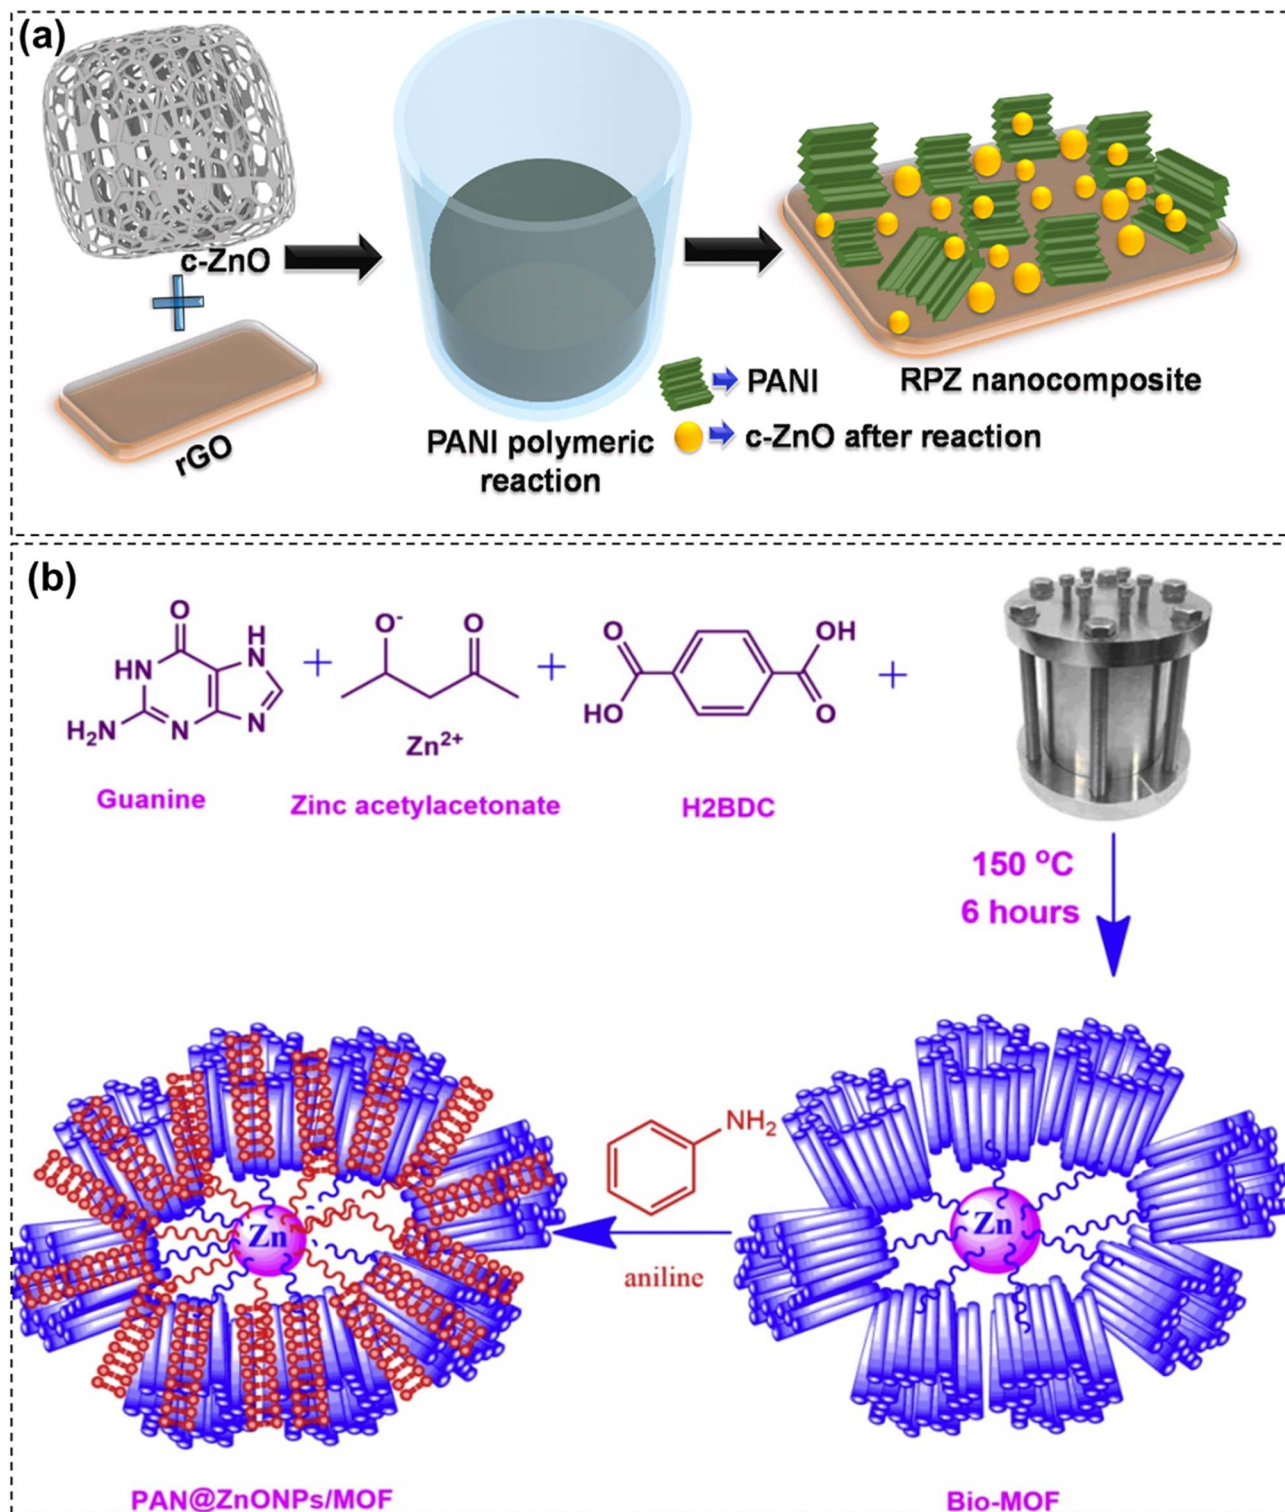 (a)
c-ZnO
rGO
PANI polymeric
reaction
PANI
c-ZnO after reaction
RPZ nanocomposite
(b)
O
HN
H
N
H₂N
N
N
O⁻
O
Zn²⁺
O
HO
OH
O
Guanine
Zinc acetylacetonate
H2BDC
150 ºC
6 hours
Zn
NH₂
aniline
Zn
PAN@ZnONPs/MOF
Bio-MOF